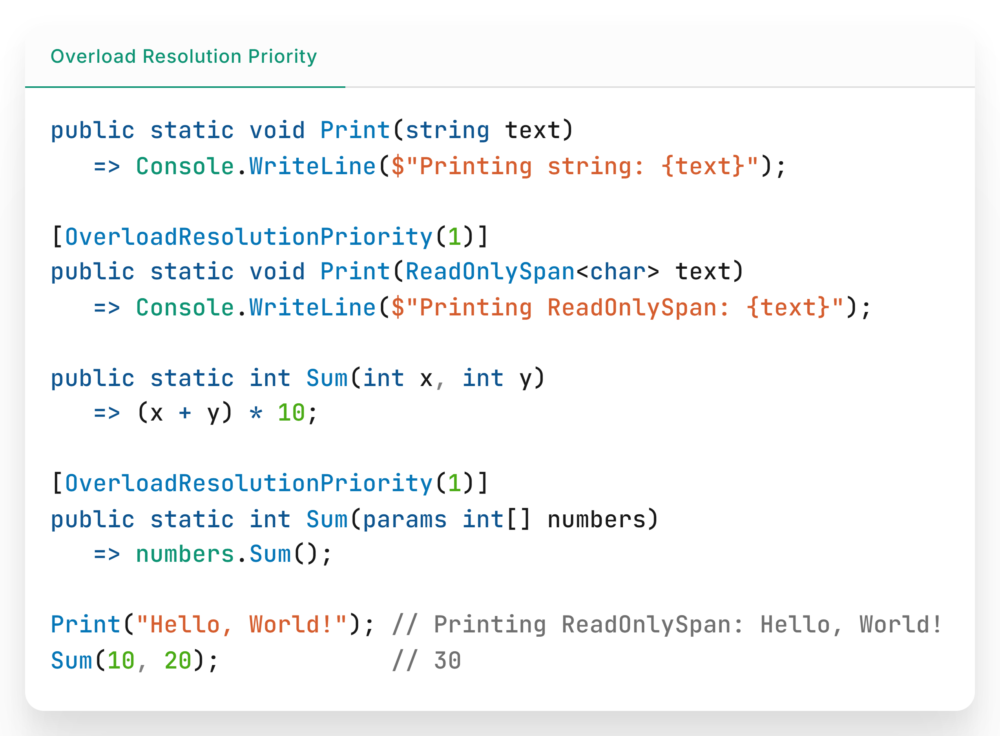 Overload Resolution Priority
public static void Print(string text)
=> Console.WriteLine($"Printing string: {text}");
[OverloadResolutionPriority(1)]
public static void Print(ReadOnlySpan<char> text)
=> Console.WriteLine($"Printing ReadOnlySpan: {text}");
public static int Sum(int x, int y)
=> (x + y) * 10;
[OverloadResolutionPriority(1)]
public static int Sum(params int[] numbers)
=> numbers.Sum();
Print("Hello, World!"); // Printing ReadOnlySpan: Hello, World!
Sum(10, 20); // 30